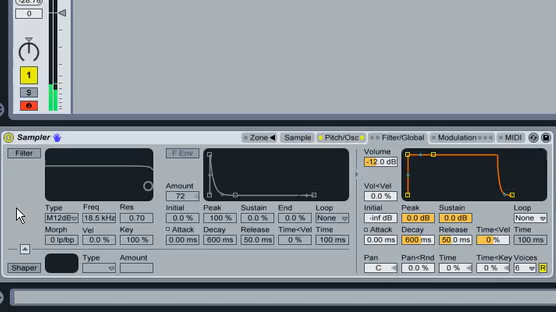 -28.78
0
1
S
Sampler Zone Sample Pitch/Osc Filter/Global Modulation MIDI
Filter F.Env Volume
-12.0 dB
Amount Vol<Vel
72 0.0 %
Type Freq Res Initial Peak Sustain End Loop Initial Peak Sustain Loop
M12dB 18.5 kHz 0.70 0.0 % 100 % 0.0 % 0.0 % None -inf dB 0.0 dB 0.0 dB None
Morph Vel Key Attack Decay Release Time<Vel Time Attack Decay Release Time<Vel Time
0 lp/bp 0.0 % 100 % 0.00 ms 600 ms 50.0 ms 0 % 100 ms 0.00 ms 600 ms 50.0 ms 0 % 100 ms
Type Amount Pan Pan<Rnd Time Time<Key Voices
Shaper C 0.0 % 0 % 0.0 % 6 R